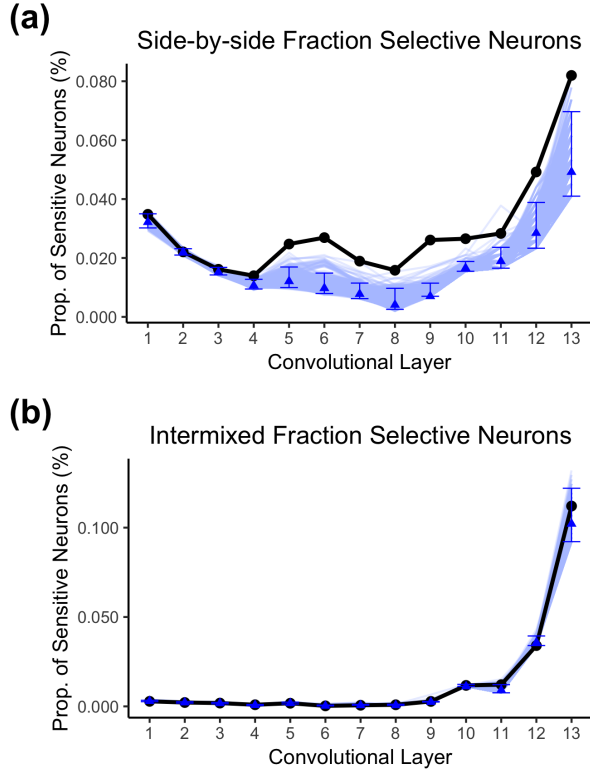 (a)
Side-by-side Fraction Selective Neurons
Prop. of Sensitive Neurons (%)
0.080
0.060
0.040
0.020
0.000
1 2 3 4 5 6 7 8 9 10 11 12 13
Convolutional Layer
(b)
Intermixed Fraction Selective Neurons
Prop. of Sensitive Neurons (%)
0.100
0.050
0.000
1 2 3 4 5 6 7 8 9 10 11 12 13
Convolutional Layer